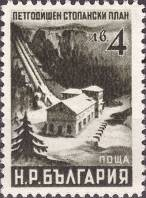 ПЕТГОДИШЕН СТОПАНСКИ ПЛАН
лв 4
ПОЩА
Н.Р.БЪЛГАРИЯ